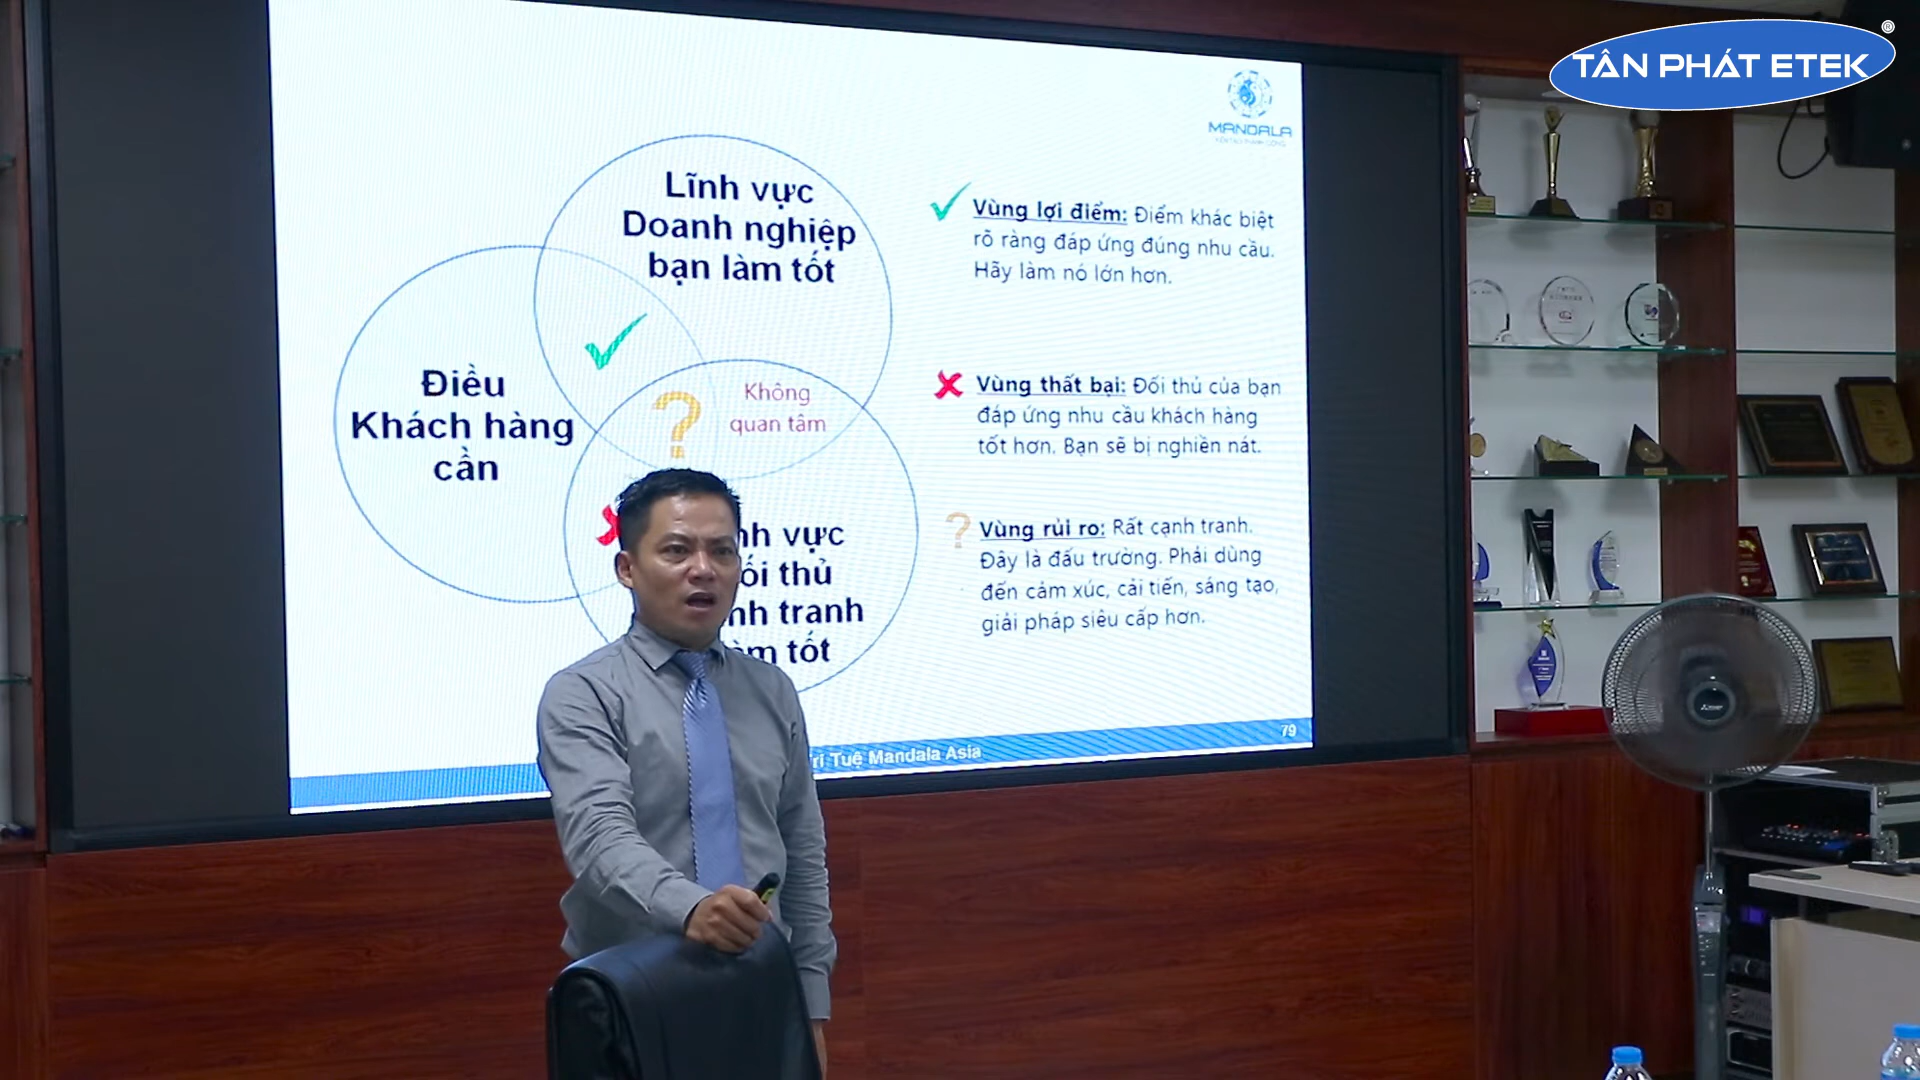 TÂN PHÁT ETEK
®
MANDALA
Lĩnh vực
Doanh nghiệp
bạn làm tốt
Điều
Khách hàng
cần
Không
quan tâm
?
vực
thủ
tranh
tốt
Vùng lợi điểm: Điểm khác biệt
rõ ràng đáp ứng đúng nhu cầu.
Hãy làm nó lớn hơn.
Vùng thất bại: Đối thủ của bạn
đáp ứng nhu cầu khách hàng
tốt hơn. Bạn sẽ bị nghiền nát.
? Vùng rủi ro: Rất cạnh tranh.
Đây là đấu trường. Phải dùng
đến cảm xúc, cải tiến, sáng tạo,
giải pháp siêu cấp hơn.
Tuệ Mandala Asia
79